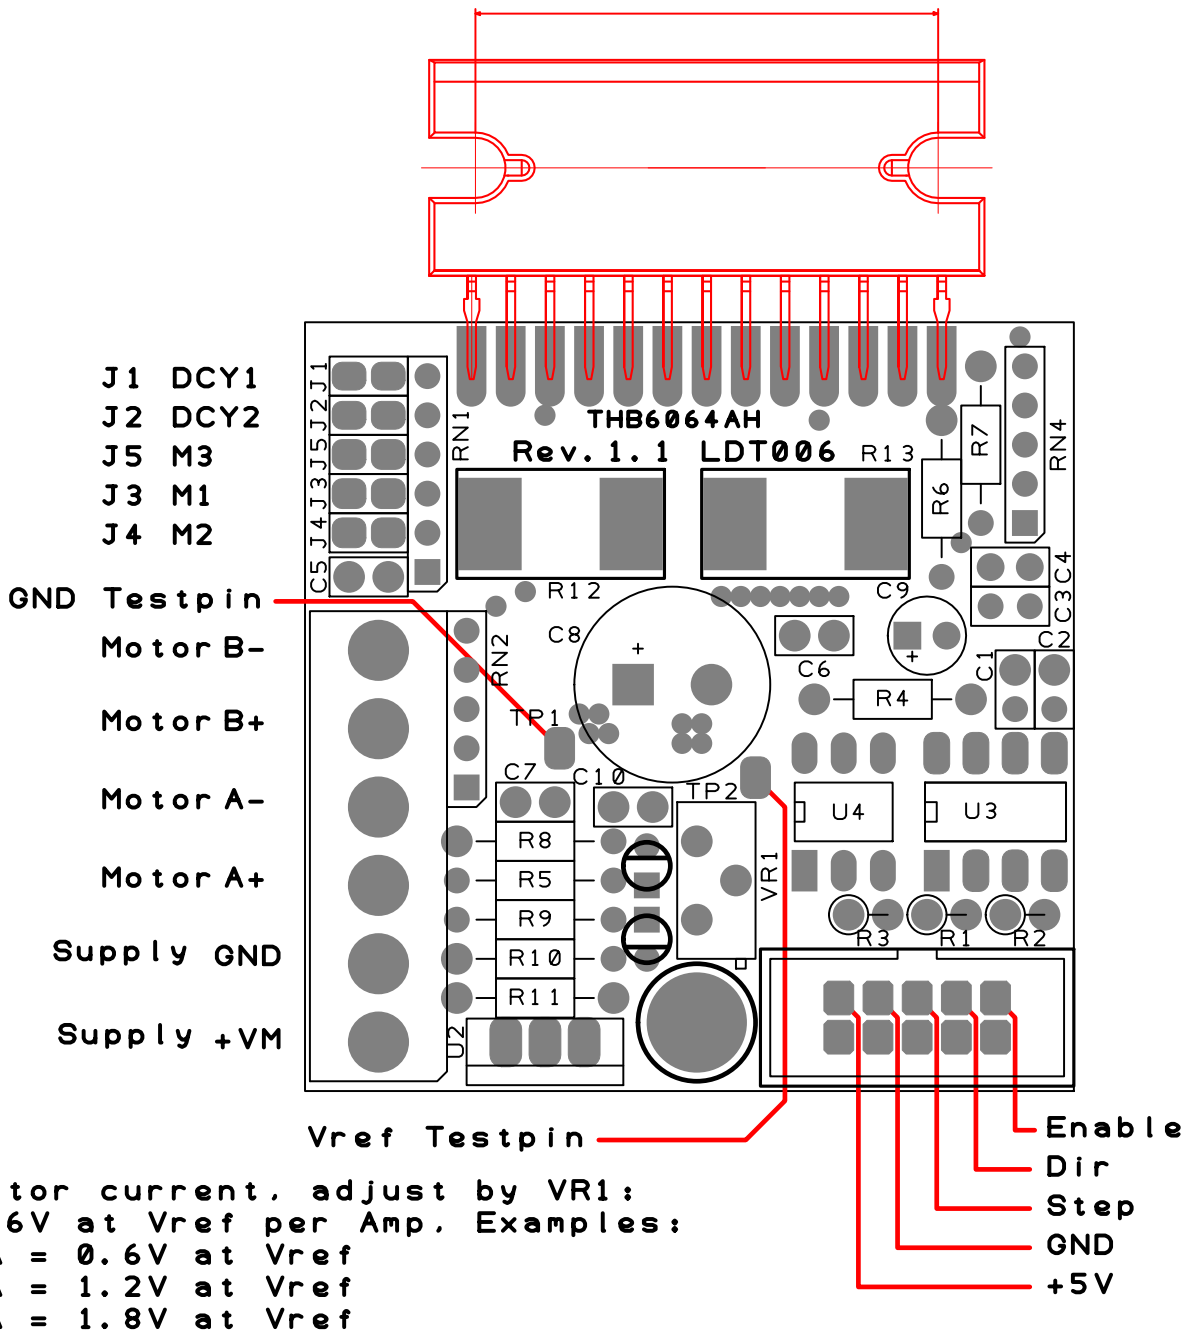 J1 DCY1
J2 DCY2
J5 M3
J3 M1
J4 M2
GND Testpin
Motor B-
Motor B+
Motor A-
Motor A+
Supply GND
Supply +VM
J1
J2
J5
J3
J4
C5
RN1
THB6064AH
Rev.1.1 LDT006
R13
R7
R6
RN4
R12
C8
+
C9
+
C4
C3
C2
C1
C6
R4
RN2
TP1
C7
C10
TP2
U4
U3
R8
R5
R9
R10
R11
VR1
R3
R1
R2
U2
Vref Testpin
Enable
Dir
Step
GND
+5V
tor current, adjust by VR1:
6V at Vref per Amp. Examples:
= 0.6V at Vref
= 1.2V at Vref
= 1.8V at Vref